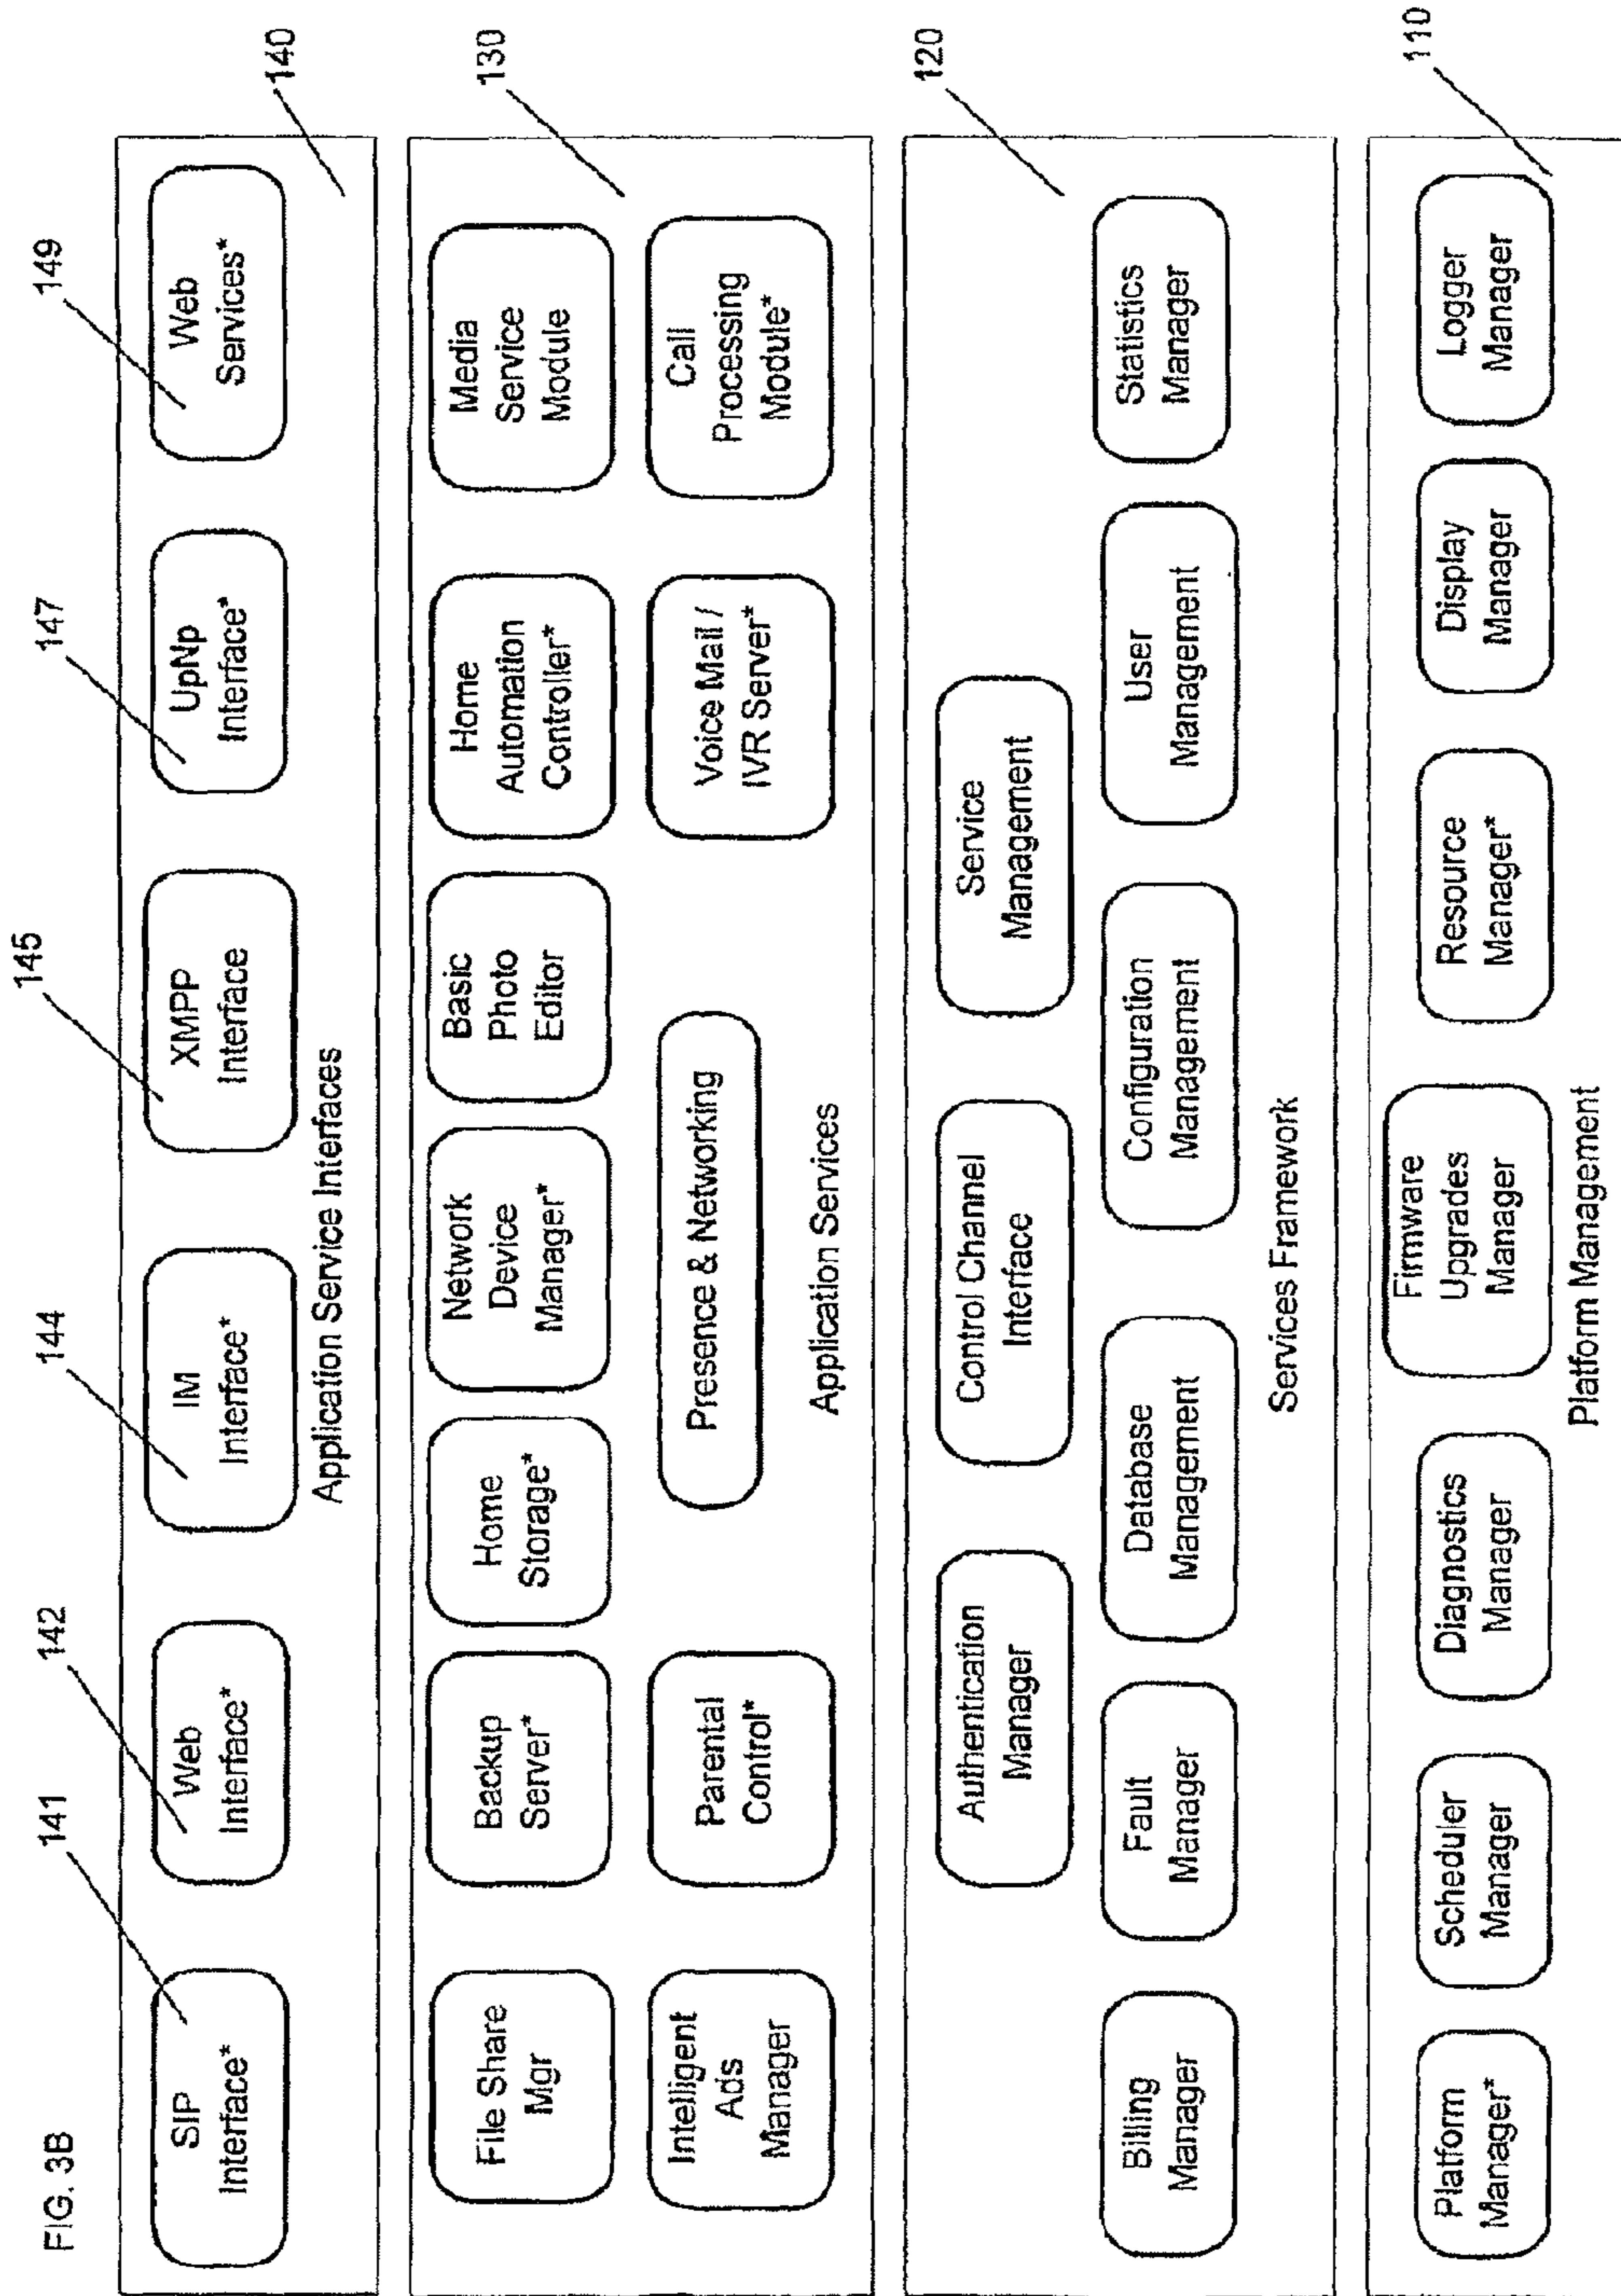 FIG. 3B
141
142
144
145
147
149
SIP
Interface*
Web
Interface*
IM
Interface*
XMPP
Interface
UpNp
Interface*
Web
Services*
140
Application Service Interfaces
File Share
Mgr
Backup
Server*
Home
Storage*
Network
Device
Manager*
Basic
Photo
Editor
Home
Automation
Controller*
Media
Service
Module
130
Intelligent
Ads
Manager
Parental
Control*
Presence & Networking
Voice Mail /
IVR Server*
Call
Processing
Module*
Application Services
120
Authentication
Manager
Control Channel
Interface
Service
Management
Billing
Manager
Fault
Manager
Database
Management
Configuration
Management
User
Management
Statistics
Manager
Services Framework
110
Platform
Manager*
Scheduler
Manager
Diagnostics
Manager
Firmware
Upgrades
Manager
Resource
Manager*
Display
Manager
Logger
Manager
Platform Management